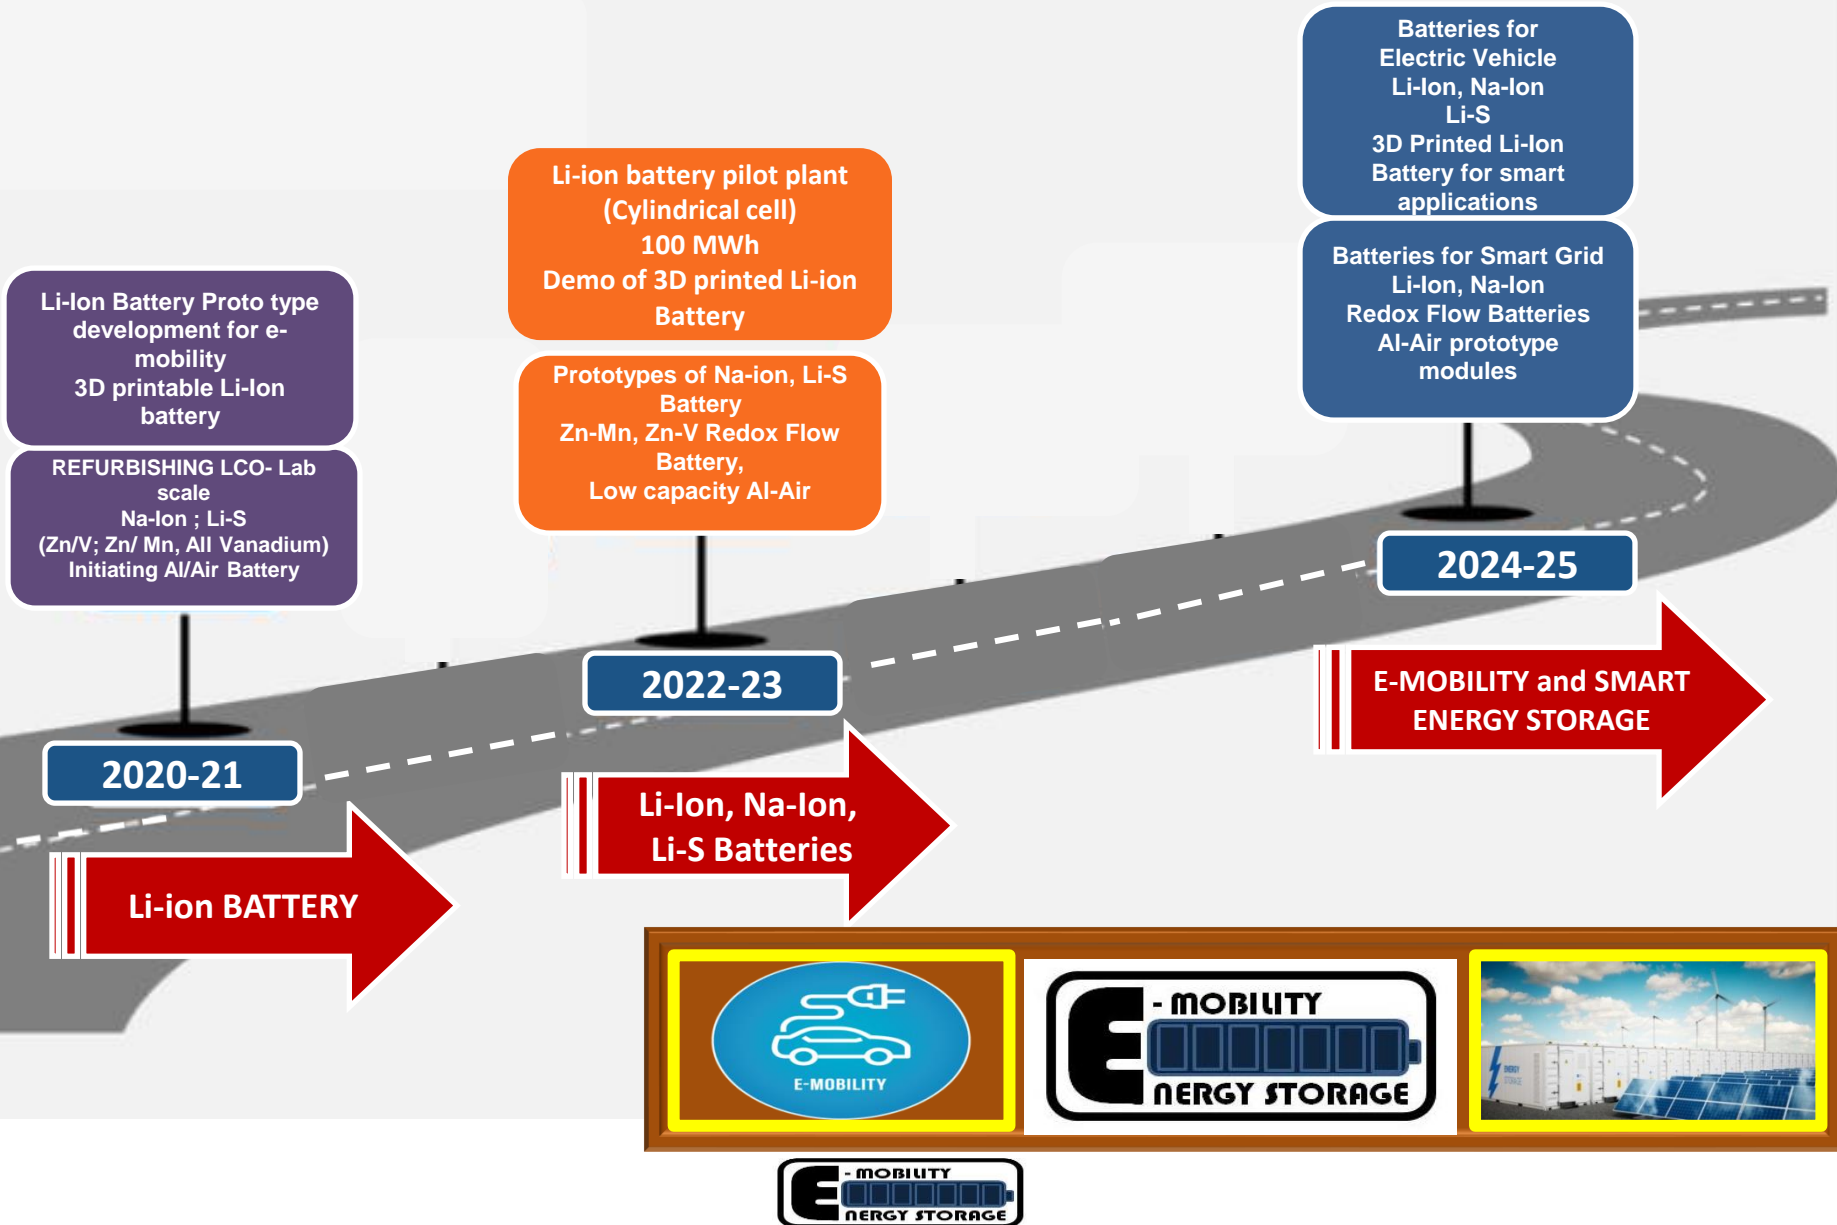 Li-Ion Battery Proto type
development for e-
mobility
3D printable Li-Ion
battery
REFURBISHING LCO- Lab
scale
Na-Ion ; Li-S
(Zn/V; Zn/ Mn, All Vanadium)
Initiating Al/Air Battery
2020-21
Li-ion BATTERY
Li-ion battery pilot plant
(Cylindrical cell)
100 MWh
Demo of 3D printed Li-ion
Battery
Prototypes of Na-ion, Li-S
Battery
Zn-Mn, Zn-V Redox Flow
Battery,
Low capacity Al-Air
2022-23
Li-Ion, Na-Ion,
Li-S Batteries
Batteries for
Electric Vehicle
Li-Ion, Na-Ion
Li-S
3D Printed Li-Ion
Battery for smart
applications
Batteries for Smart Grid
Li-Ion, Na-Ion
Redox Flow Batteries
Al-Air prototype
modules
2024-25
E-MOBILITY and SMART
ENERGY STORAGE
E-MOBILITY
E - MOBILITY
ENERGY STORAGE
ENERGY
STORAGE
E - MOBILITY
ENERGY STORAGE